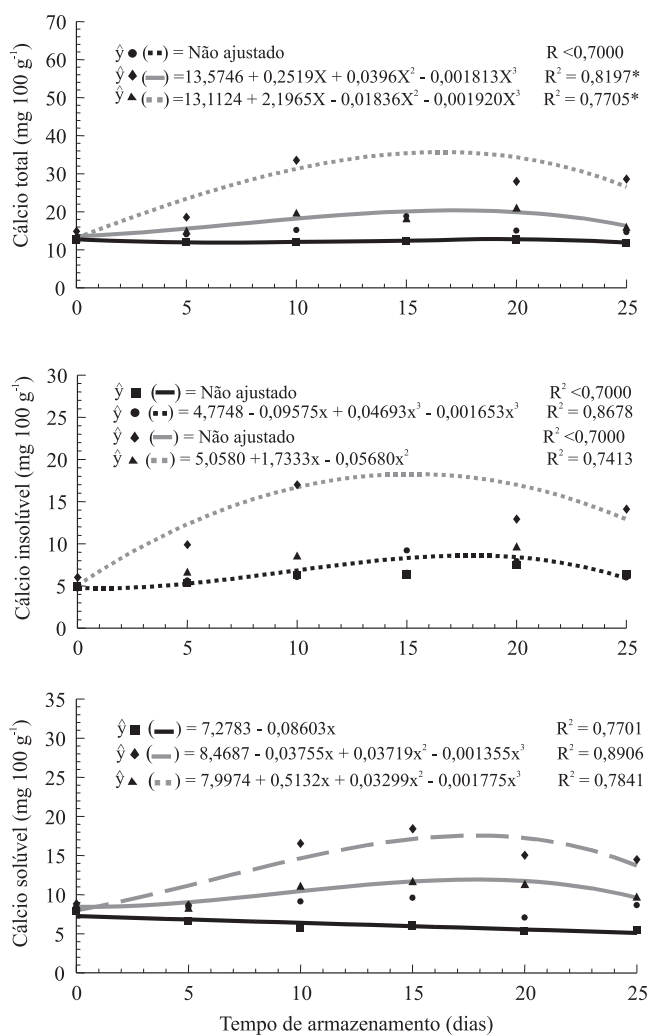 Cálcio total (mg 100 g⁻¹)
70
60
50
40
30
20
10
0
ŷ ● ( ) = Não ajustado R <0,7000
ŷ ♦ ( ) =13,5746 + 0,2519X + 0,0396X² - 0,001813X³ R² = 0,8197*
ŷ ▲ ( ) =13,1124 + 2,1965X - 0,01836X² - 0,001920X³ R² = 0,7705*
0 5 10 15 20 25
Cálcio insolúvel (mg 100 g⁻¹)
30
25
20
15
10
5
0
ŷ ■ ( ) = Não ajustado R² <0,7000
ŷ ● ( ) = 4,7748 - 0,09575x + 0,04693x³ - 0,001653x³ R² = 0,8678
ŷ ♦ ( ) = Não ajustado R² <0,7000
ŷ ▲ ( ) = 5,0580 +1,7333x - 0,05680x² R² = 0,7413
0 5 10 15 20 25
Cálcio solúvel (mg 100 g⁻¹)
35
30
25
20
15
10
5
0
ŷ ■ ( ) = 7,2783 - 0,08603x R² = 0,7701
ŷ ♦ ( ) = 8,4687 - 0,03755x + 0,03719x² - 0,001355x³ R² = 0,8906
ŷ ▲ ( ) = 7,9974 + 0,5132x + 0,03299x² - 0,001775x³ R² = 0,7841
0 5 10 15 20 25
Tempo de armazenamento (dias)